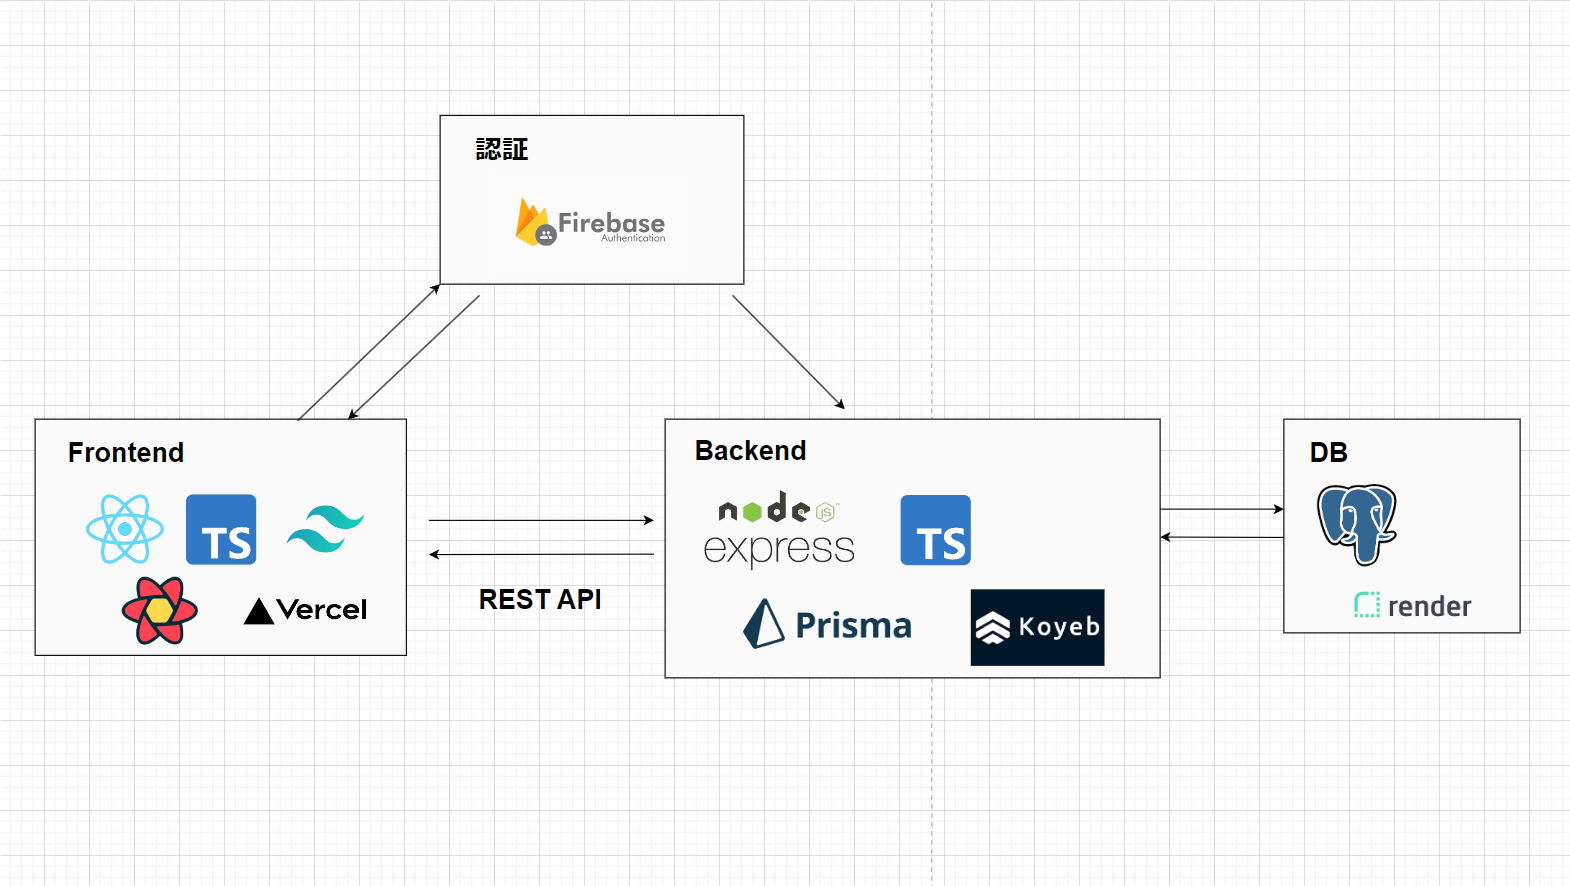 認証
Firebase
Authentication
Frontend
TS
Vercel
REST API
Backend
node
JS
express
TS
Prisma
Koyeb
DB
render